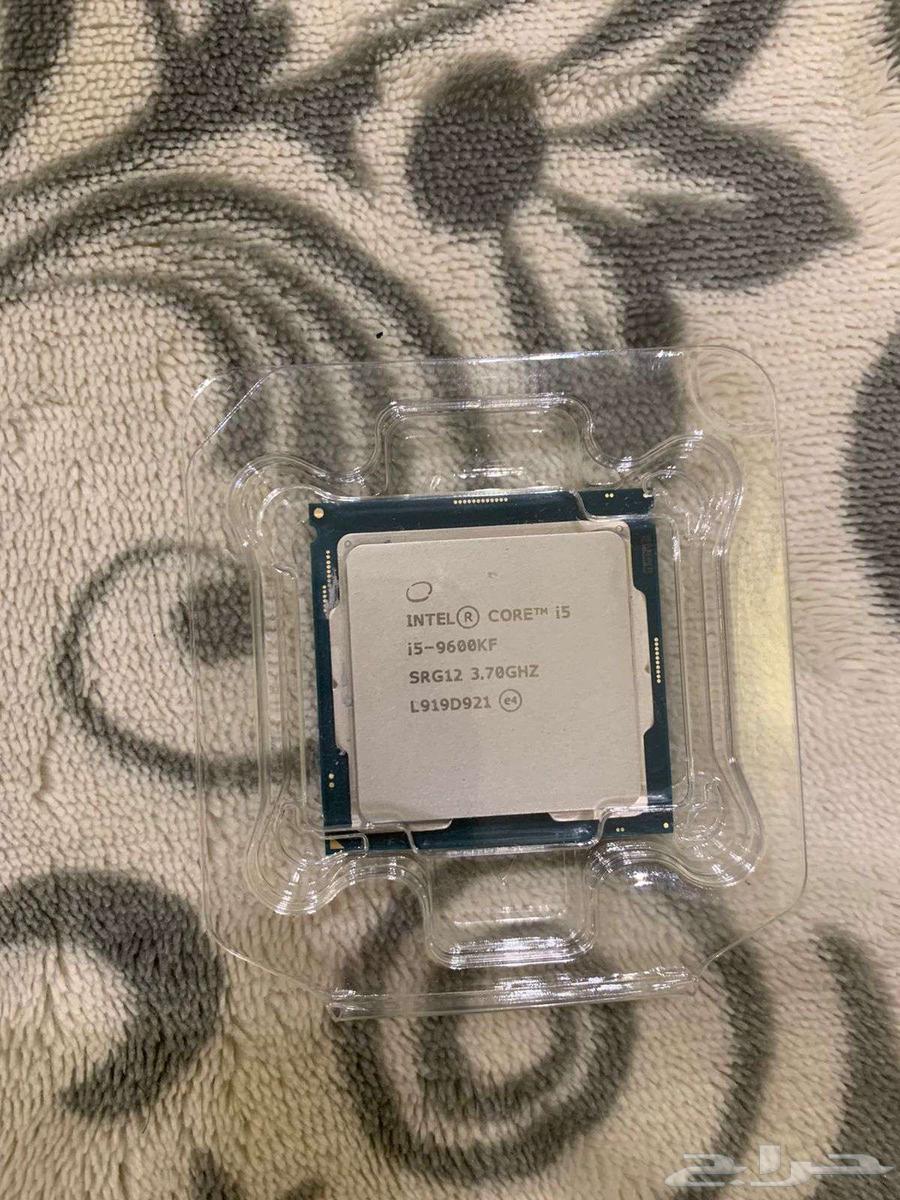 INTEL® CORE™ i5
i5-9600KF
SRG12 3.70GHZ
L919D921 e4
حراج